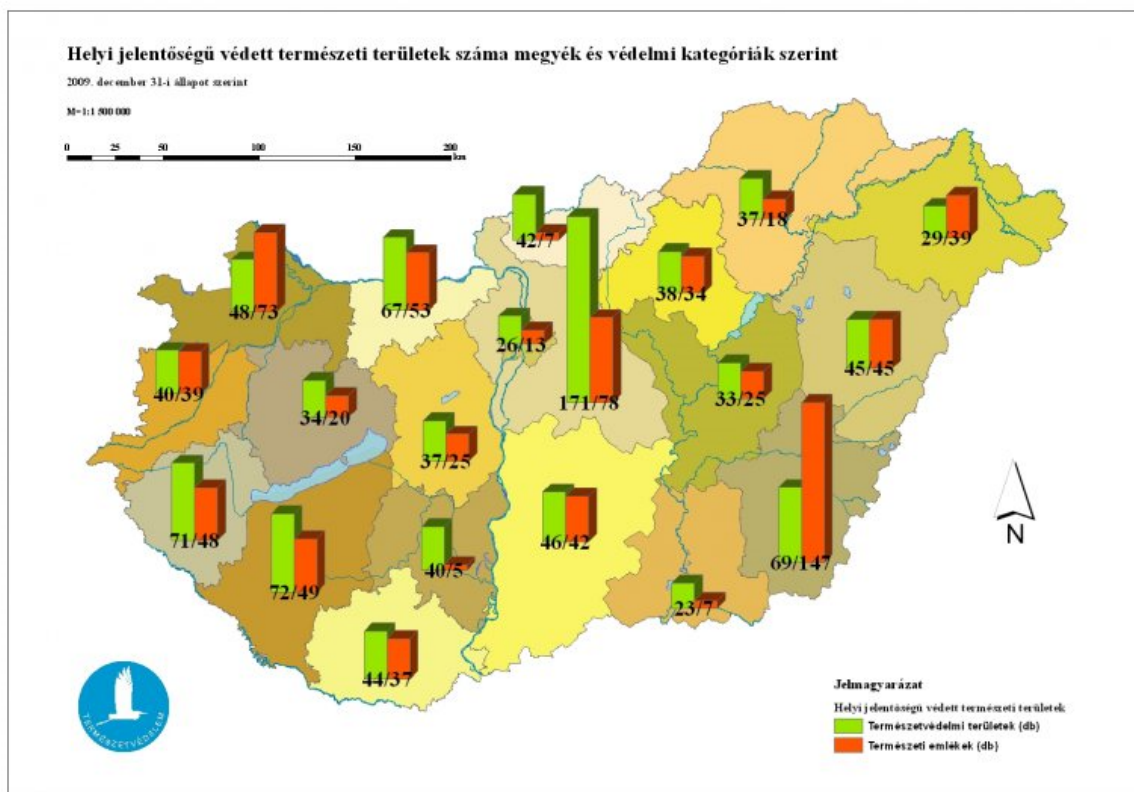 Helyi jelentőségű védett természeti területek száma megyék és védelmi kategóriák szerint
2009. december 31-i állapot szerint
M=1:1 500 000
0 25 50 100 150 200
km
37/18
29/39
42/7
38/34
48/73
67/53
26/13
45/45
40/39
34/20
171/78
33/25
37/25
71/48
46/42
72/49
40/5
69/147
23/7
44/37
N
TERMÉSZETVÉDELEM
Jelmagyarázat
Helyi jelentőségű védett természeti területek
Természetvédelmi területek (db)
Természeti emlékek (db)